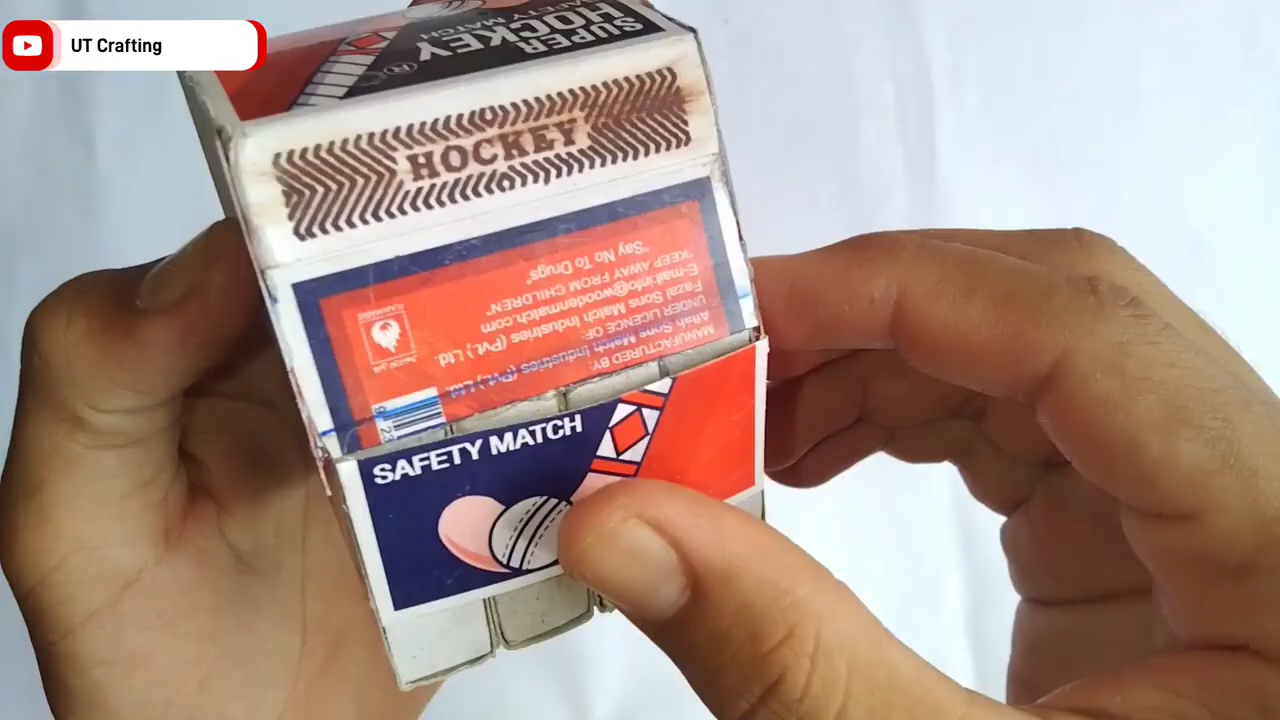 UT Crafting
SUPER
HOCKEY®
SAFETY MATCH
HOCKEY
MANUFACTURED BY:
Aftab Sons Match Industries (Pvt.) Ltd.
UNDER LICENCE OF:
Fazal Sons Match Industries (Pvt.) Ltd
E-mail:info@woodenmatch.com
"KEEP AWAY FROM CHILDREN"
"Say No To Drugs"
SAFETY MATCH